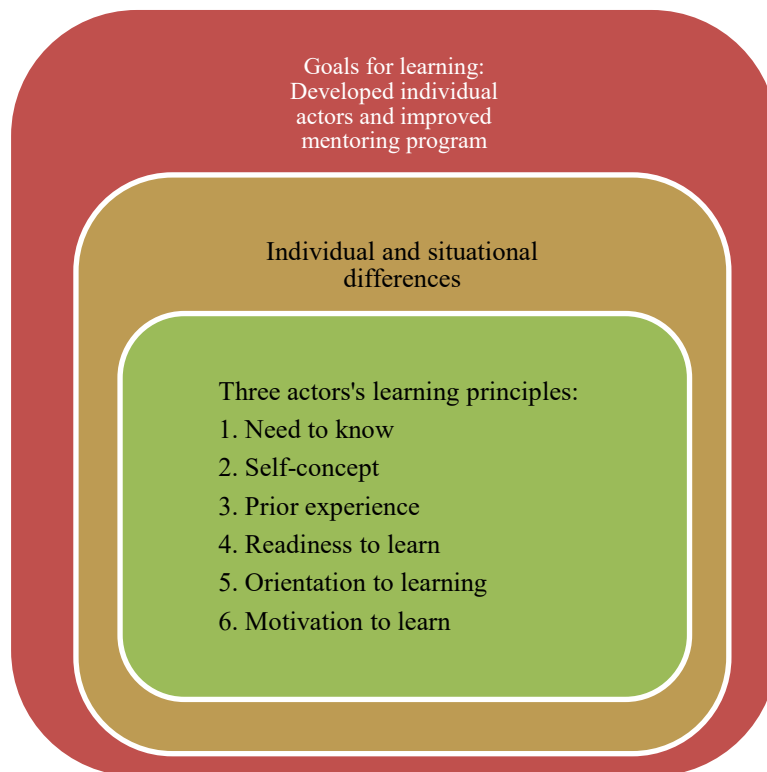 Goals for learning:
Developed individual
actors and improved
mentoring program
Individual and situational
differences
Three actors's learning principles:
1. Need to know
2. Self-concept
3. Prior experience
4. Readiness to learn
5. Orientation to learning
6. Motivation to learn